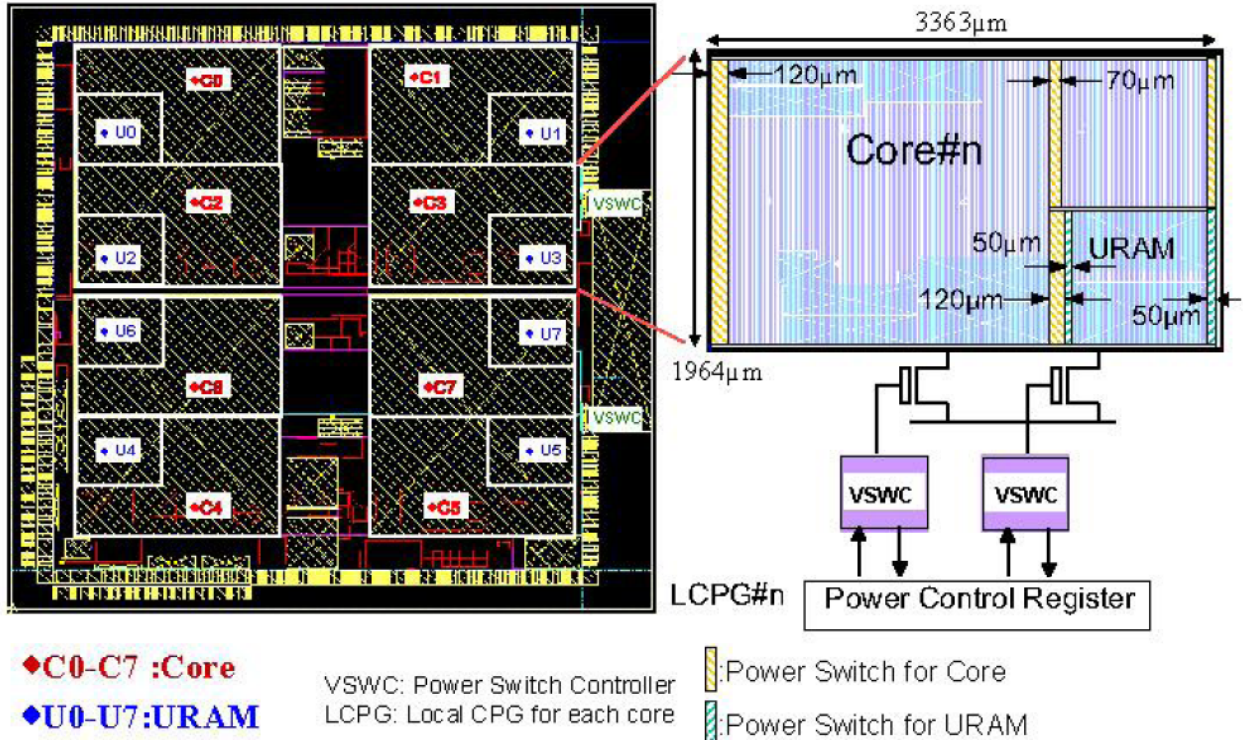 3363μm
C0
C1
120μm
70μm
U0
U1
Core#n
C2
C3
VSWC
U2
U3
50μm
URAM
120μm
50μm
U6
U7
1964μm
C6
C7
VSWC
U4
U5
VSWC
VSWC
C4
C5
LCPG#n
Power Control Register
C0-C7 :Core
U0-U7:URAM
VSWC: Power Switch Controller
LCPG: Local CPG for each core
:Power Switch for Core
:Power Switch for URAM